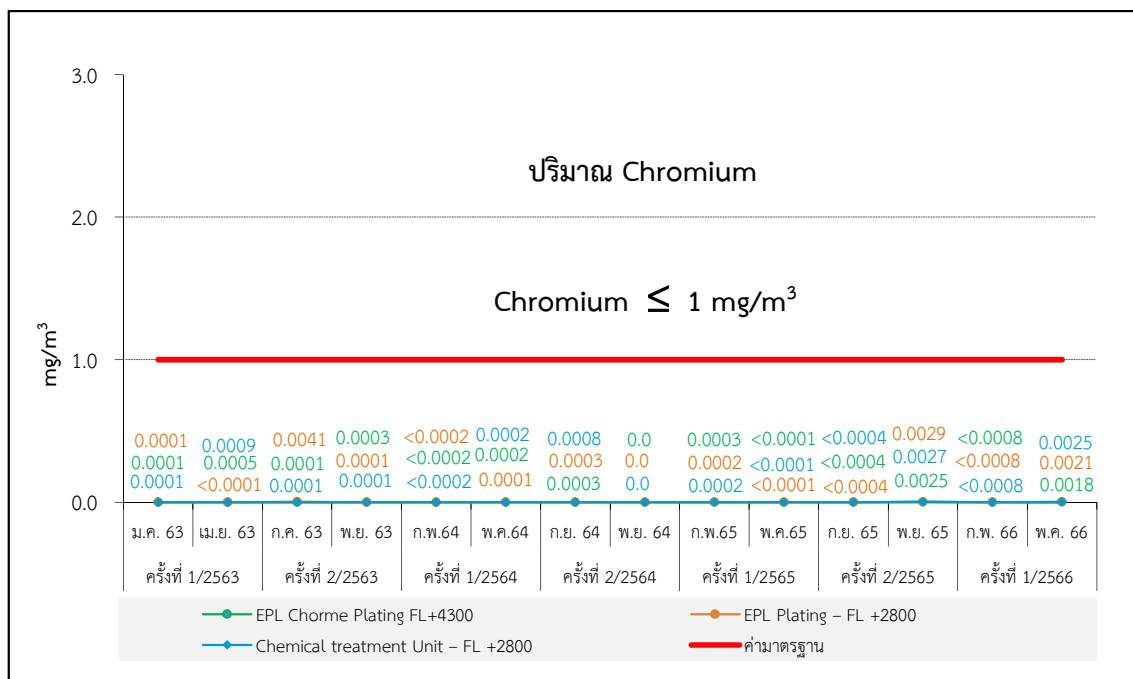 3.0
ปริมาณ Chromium
2.0
Chromium ≤ 1 mg/m³
mg/m³
1.0
0.0001 0.0009 0.0041 0.0003 <0.0002 0.0002 0.0008 0.0 0.0003 <0.0001 <0.0004 0.0029 <0.0008 0.0025
0.0001 0.0005 0.0001 0.0001 <0.0002 0.0002 0.0003 0.0 0.0002 <0.0001 <0.0004 0.0027 <0.0008 0.0021
0.0001 <0.0001 0.0001 0.0001 <0.0002 0.0001 0.0003 0.0 0.0002 <0.0001 <0.0004 0.0025 <0.0008 0.0018
0.0
ม.ค. 63 เม.ย. 63 ก.ค. 63 พ.ย. 63 ก.พ.64 พ.ค.64 ก.ย. 64 พ.ย. 64 ก.พ.65 พ.ค.65 ก.ย. 65 พ.ย. 65 ก.พ. 66 พ.ค. 66
ครั้งที่ 1/2563 ครั้งที่ 2/2563 ครั้งที่ 1/2564 ครั้งที่ 2/2564 ครั้งที่ 1/2565 ครั้งที่ 2/2565 ครั้งที่ 1/2566
EPL Chorme Plating FL+4300 EPL Plating – FL +2800
Chemical treatment Unit – FL +2800 ค่ามาตรฐาน